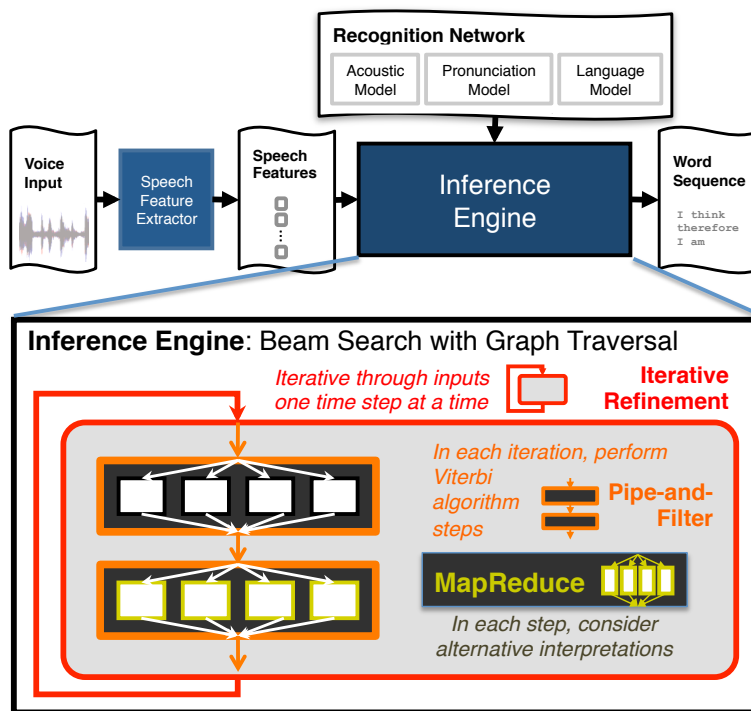 Recognition Network
Acoustic
Model
Pronunciation
Model
Language
Model
Voice
Input
Speech
Feature
Extractor
Speech
Features
Inference
Engine
Word
Sequence
I think
therefore
I am
Inference Engine: Beam Search with Graph Traversal
Iterative through inputs
one time step at a time
Iterative
Refinement
In each iteration, perform
Viterbi
algorithm
steps
Pipe-and-
Filter
MapReduce
In each step, consider
alternative interpretations